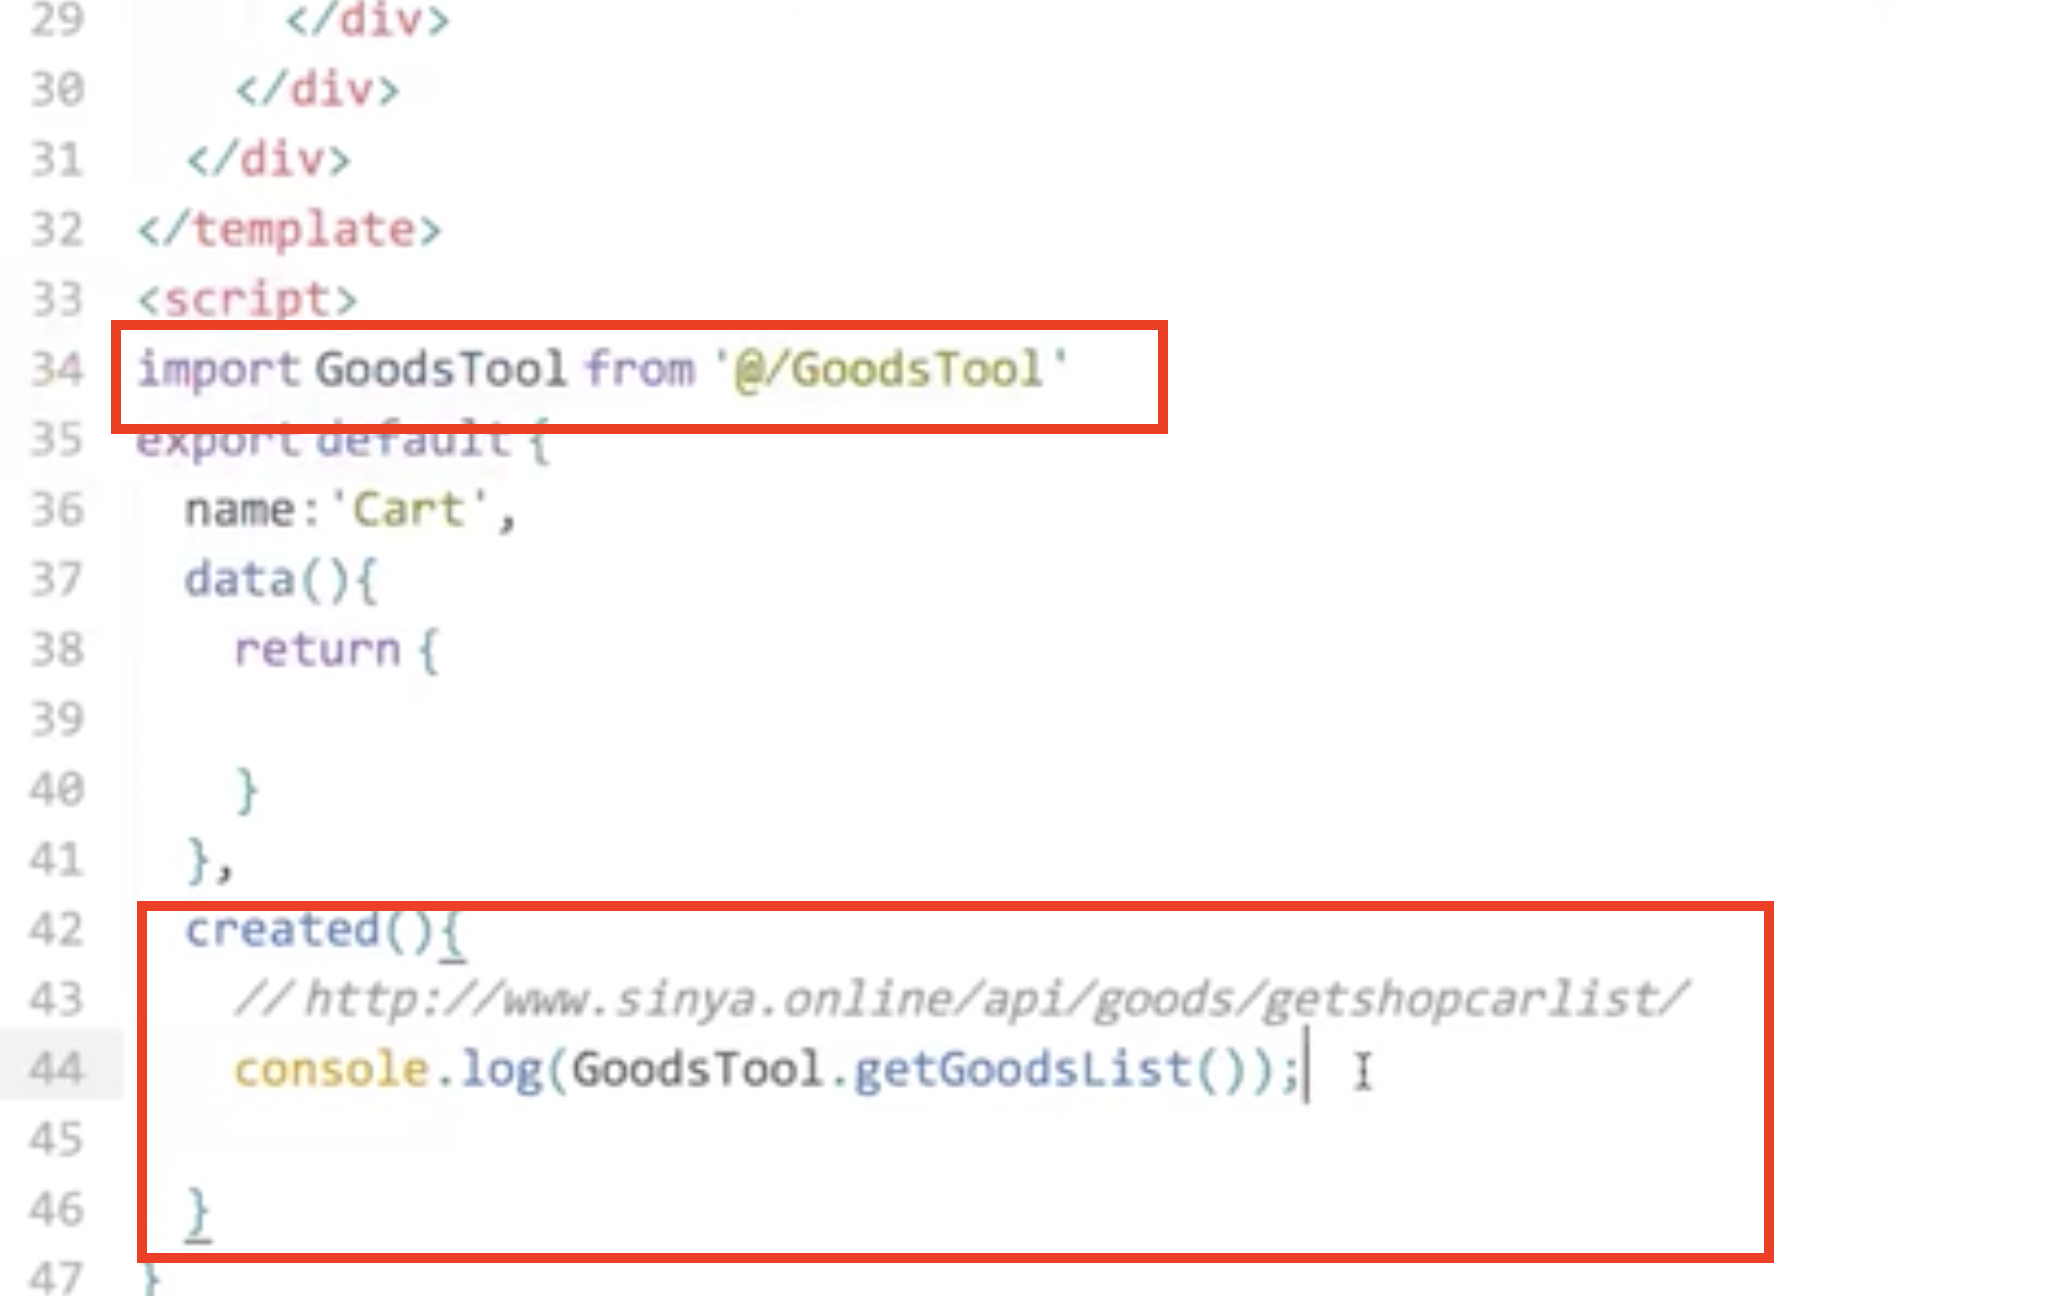 29 </div>
30 </div>
31 </div>
32 </template>
33 <script>
34 import GoodsTool from '@/GoodsTool'
35 export default {
36 name:'Cart',
37 data(){
38 return {
39
40 }
41 },
42 created(){
43 //http://www.sinya.online/api/goods/getshopcarlist/
44 console.log(GoodsTool.getGoodsList());
45
46 }
47 }